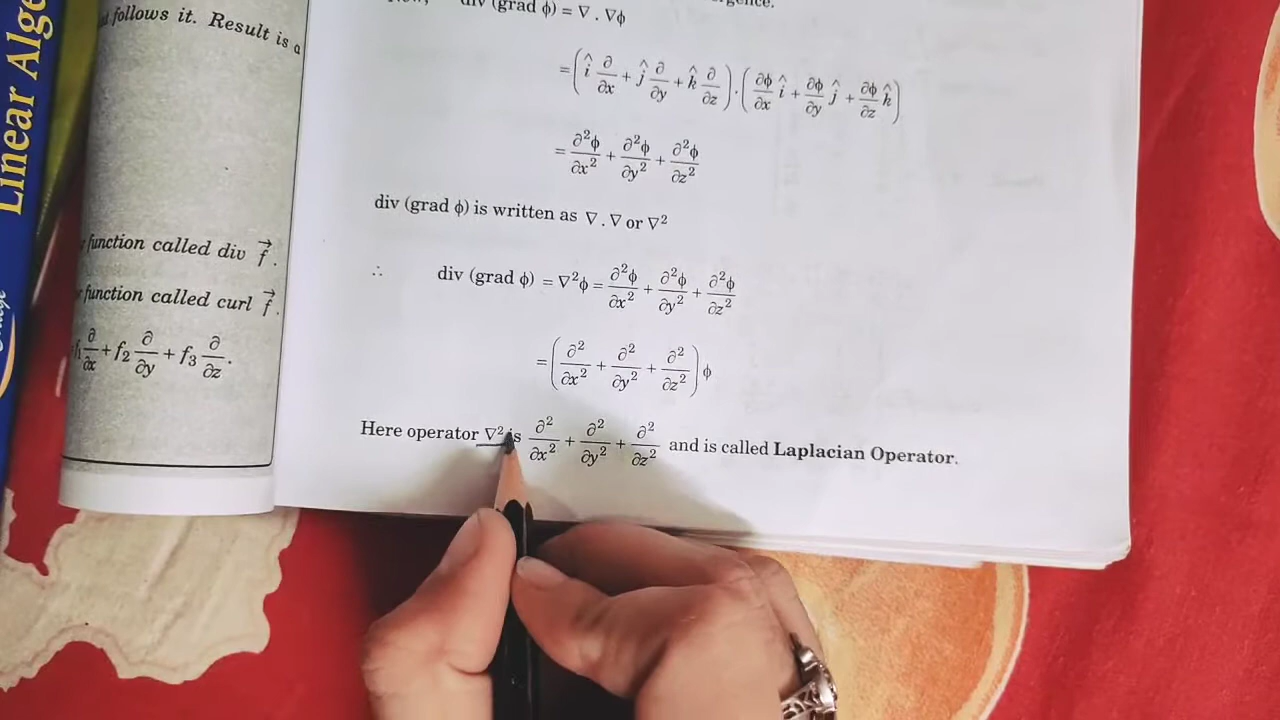 Linear Alge
follows it. Result is a
function called div f⃗.
function called curl f⃗.
∂/∂x + f₂ ∂/∂y + f₃ ∂/∂z.
div (grad ϕ) = ∇ . ∇ϕ
= (î ∂/∂x + ĵ ∂/∂y + k̂ ∂/∂z) . (∂ϕ/∂x î + ∂ϕ/∂y ĵ + ∂ϕ/∂z k̂)
= ∂²ϕ/∂x² + ∂²ϕ/∂y² + ∂²ϕ/∂z²
div (grad ϕ) is written as ∇ . ∇ or ∇²
∴ div (grad ϕ) = ∇²ϕ = ∂²ϕ/∂x² + ∂²ϕ/∂y² + ∂²ϕ/∂z²
= (∂²/∂x² + ∂²/∂y² + ∂²/∂z²) ϕ
Here operator ∇² is ∂²/∂x² + ∂²/∂y² + ∂²/∂z² and is called Laplacian Operator.